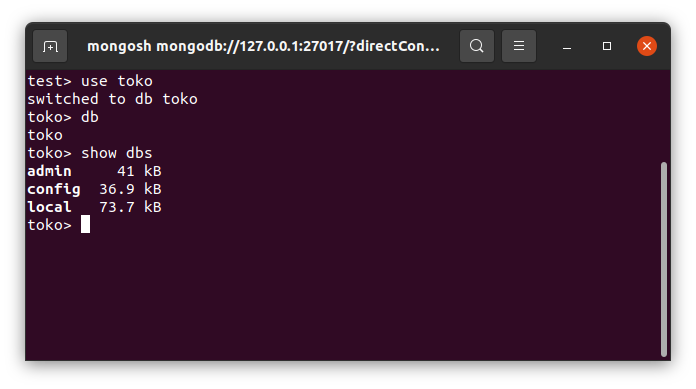 mongosh mongodb://127.0.0.1:27017/?directCon...
test> use toko
switched to db toko
toko> db
toko
toko> show dbs
admin     41 kB
config  36.9 kB
local   73.7 kB
toko>